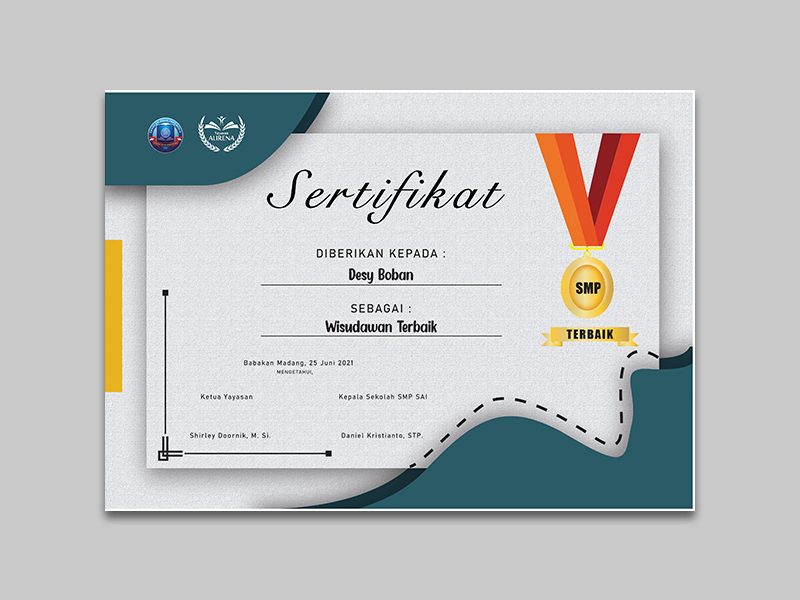 Yayasan
AURENA
Sertifikat
DIBERIKAN KEPADA :
Desy Boban
SEBAGAI :
Wisudawan Terbaik
SMP
TERBAIK
Babakan Madang, 25 Juni 2021
MENGETAHUI,
Ketua Yayasan
Kepala Sekolah SMP SAI
Shirley Doornik, M. Si.
Daniel Kristianto, STP.